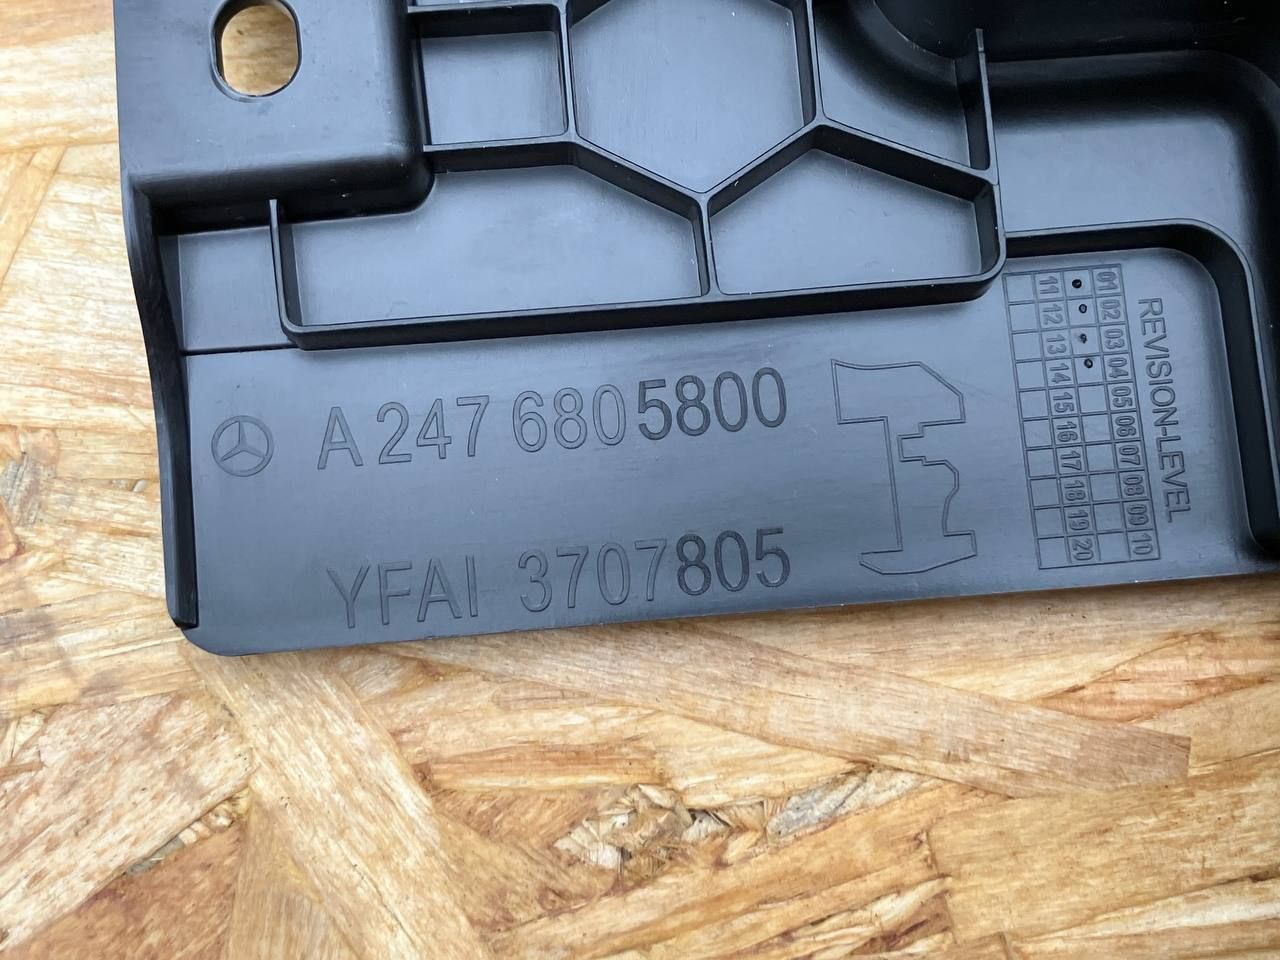 A 247 680 5800
YFAI 3707805
REVISION-LEVEL
01 02 03 04 05 06 07 08 09 10
11 12 13 14 15 16 17 18 19 20